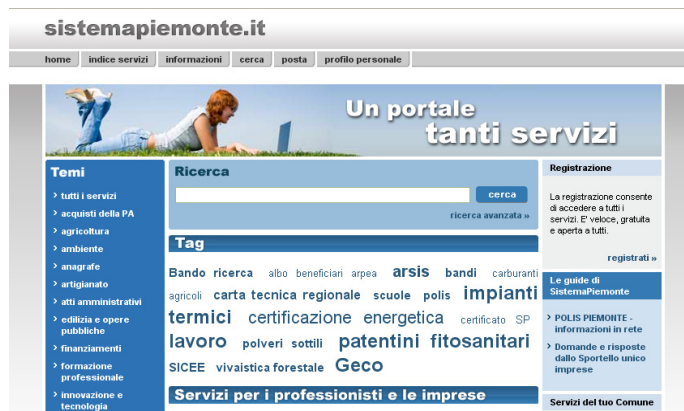 sistemapiemonte.it
home indice servizi informazioni cerca posta profilo personale
Un portale
tanti servizi
Temi
tutti i servizi
acquisti della PA
agricoltura
ambiente
anagrafe
artigianato
atti amministrativi
edilizia e opere
pubbliche
finanziamenti
formazione
professionale
innovazione e
tecnologia
Ricerca
cerca
ricerca avanzata »
Tag
Bando ricerca albo beneficiari arpea arsis bandi carburanti
agricoli carta tecnica regionale scuole polis impianti
termici certificazione energetica certificato SP
lavoro polveri sottili patentini fitosanitari
SICEE vivaistica forestale Geco
Servizi per i professionisti e le imprese
Registrazione
La registrazione consente
di accedere a tutti i
servizi. E' veloce, gratuita
e aperta a tutti.
registrati »
Le guide di
SistemaPiemonte
POLIS PIEMONTE -
informazioni in rete
Domande e risposte
dallo Sportello unico
imprese
Servizi del tuo Comune